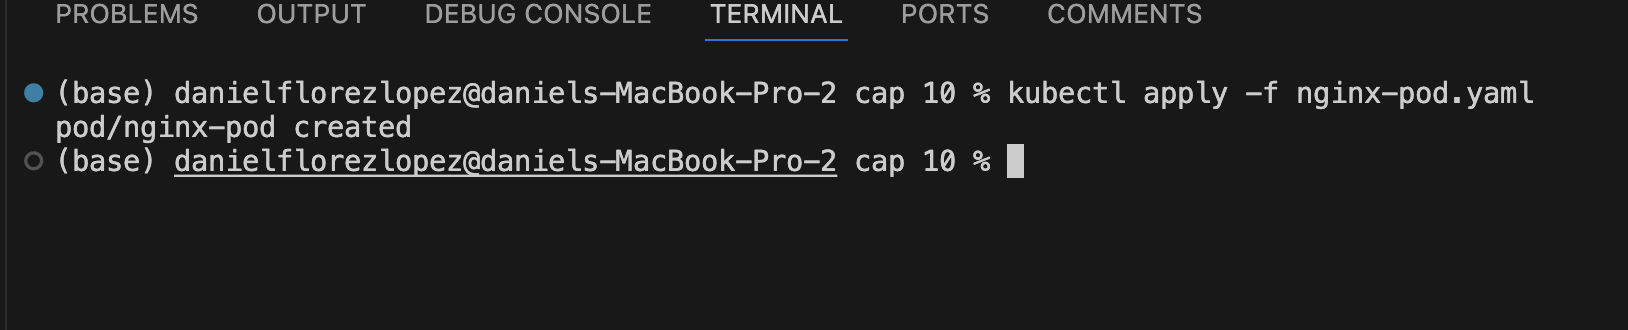 PROBLEMS OUTPUT DEBUG CONSOLE TERMINAL PORTS COMMENTS
(base) danielflorezlopez@daniels-MacBook-Pro-2 cap 10 % kubectl apply -f nginx-pod.yaml
pod/nginx-pod created
(base) danielflorezlopez@daniels-MacBook-Pro-2 cap 10 %